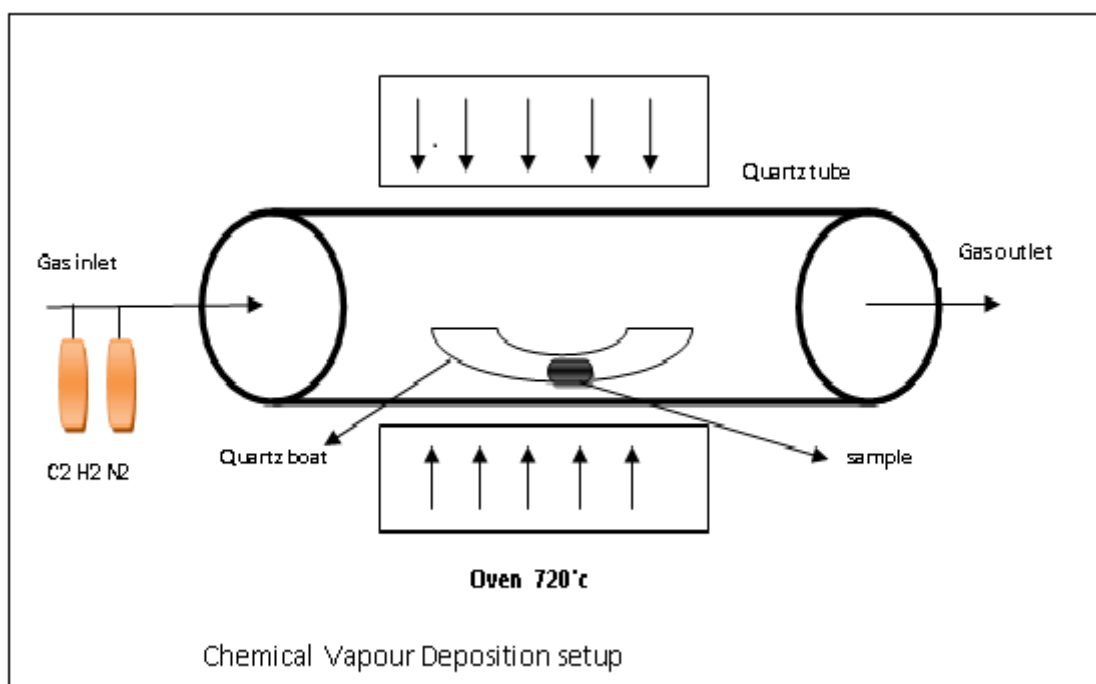 Quartz tube
Gas inlet
Gas outlet
Quartz boat
sample
C2 H2 N2
Oven 720°c
Chemical Vapour Deposition setup